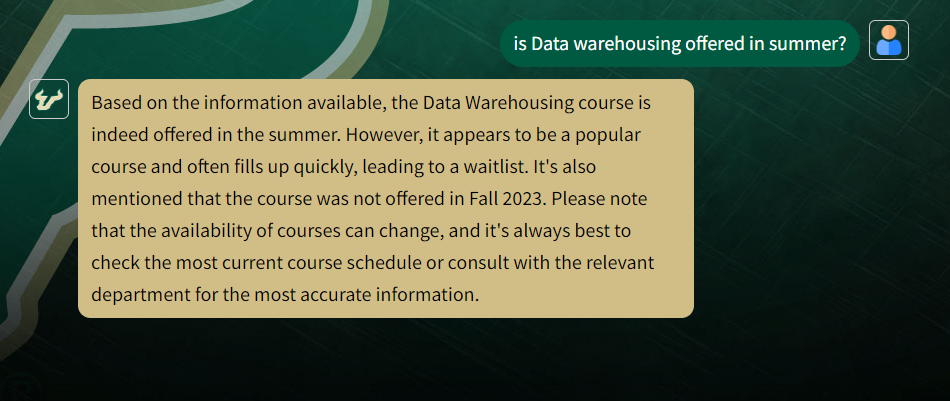 is Data warehousing offered in summer?
Based on the information available, the Data Warehousing course is
indeed offered in the summer. However, it appears to be a popular
course and often fills up quickly, leading to a waitlist. It's also
mentioned that the course was not offered in Fall 2023. Please note
that the availability of courses can change, and it's always best to
check the most current course schedule or consult with the relevant
department for the most accurate information.